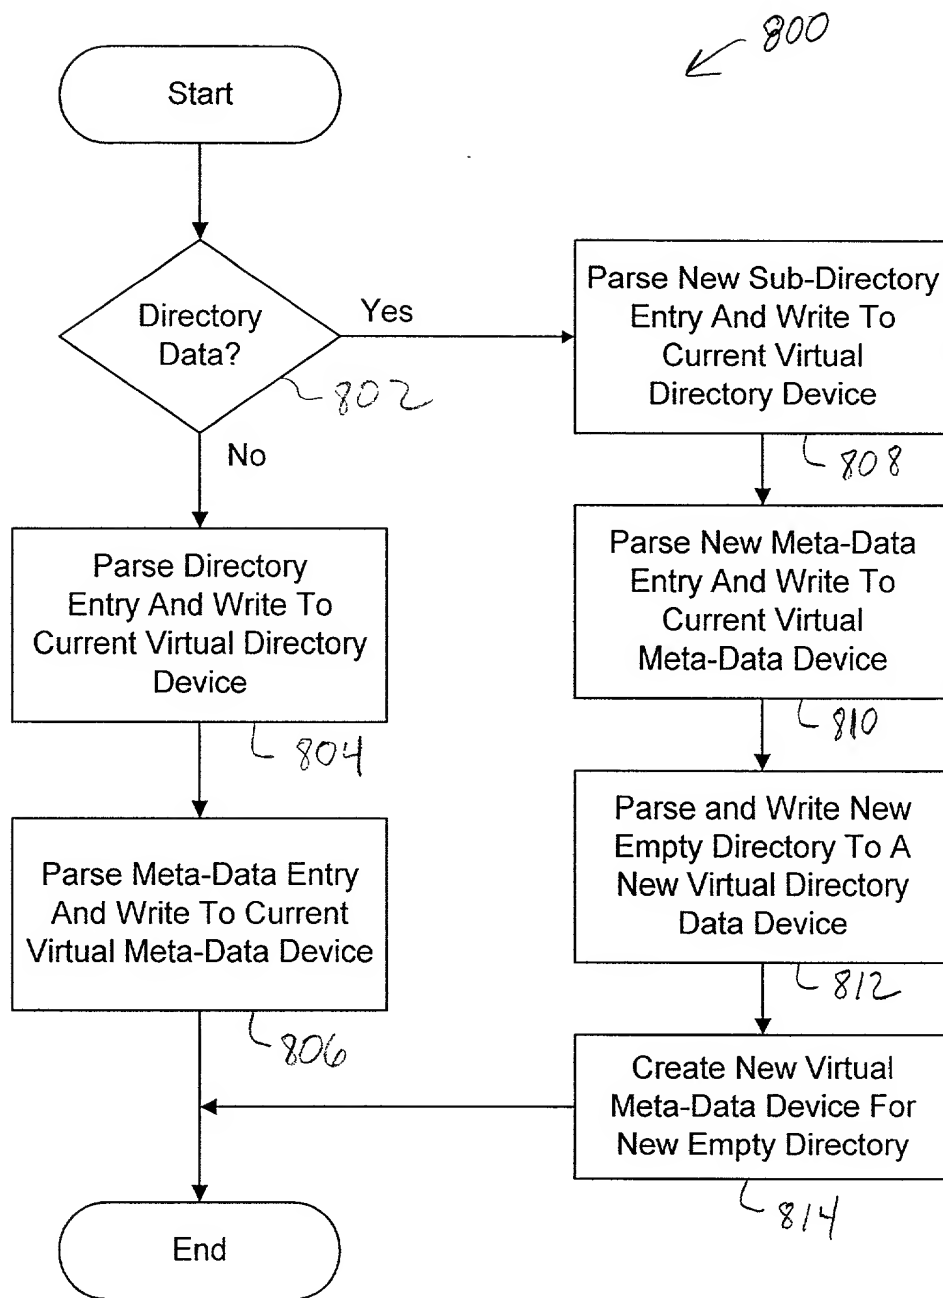 800
Start
Directory
Data?
Yes
802
No
Parse New Sub-Directory
Entry And Write To
Current Virtual
Directory Device
808
Parse Directory
Entry And Write To
Current Virtual Directory
Device
804
Parse New Meta-Data
Entry And Write To
Current Virtual
Meta-Data Device
810
Parse Meta-Data Entry
And Write To Current
Virtual Meta-Data Device
806
Parse and Write New
Empty Directory To A
New Virtual Directory
Data Device
812
Create New Virtual
Meta-Data Device For
New Empty Directory
814
End